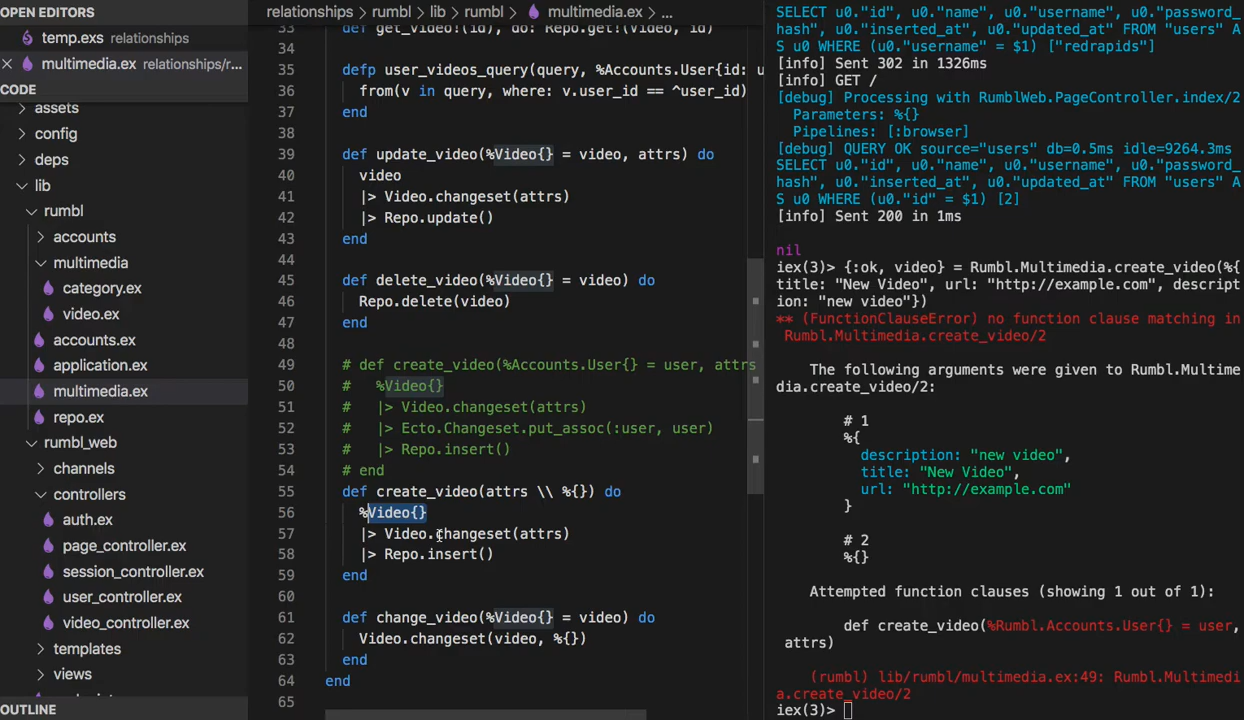 OPEN EDITORS
temp.exs relationships
multimedia.ex relationships/r...
CODE
assets
config
deps
lib
rumbl
accounts
multimedia
category.ex
video.ex
accounts.ex
application.ex
multimedia.ex
repo.ex
rumbl_web
channels
controllers
auth.ex
page_controller.ex
session_controller.ex
user_controller.ex
video_controller.ex
templates
views
OUTLINE
relationships > rumbl > lib > rumbl > multimedia.ex > ...
33 def get_video!(id), do: Repo.get!(Video, id)
34
35 defp user_videos_query(query, %Accounts.User{id: u
36 from(v in query, where: v.user_id == ^user_id)
37 end
38
39 def update_video(%Video{} = video, attrs) do
40 video
41 |> Video.changeset(attrs)
42 |> Repo.update()
43 end
44
45 def delete_video(%Video{} = video) do
46 Repo.delete(video)
47 end
48
49 # def create_video(%Accounts.User{} = user, attrs
50 # %Video{}
51 # |> Video.changeset(attrs)
52 # |> Ecto.Changeset.put_assoc(:user, user)
53 # |> Repo.insert()
54 # end
55 def create_video(attrs \\ %{}) do
56 %Video{}
57 |> Video.changeset(attrs)
58 |> Repo.insert()
59 end
60
61 def change_video(%Video{} = video) do
62 Video.changeset(video, %{})
63 end
64 end
65
SELECT u0."id", u0."name", u0."username", u0."password_
hash", u0."inserted_at", u0."updated_at" FROM "users" A
S u0 WHERE (u0."username" = $1) ["redrapids"]
[info] Sent 302 in 1326ms
[info] GET /
[debug] Processing with RumblWeb.PageController.index/2
Parameters: %{}
Pipelines: [:browser]
[debug] QUERY OK source="users" db=0.5ms idle=9264.3ms
SELECT u0."id", u0."name", u0."username", u0."password_
hash", u0."inserted_at", u0."updated_at" FROM "users" A
S u0 WHERE (u0."id" = $1) [2]
[info] Sent 200 in 1ms
nil
iex(3)> {:ok, video} = Rumbl.Multimedia.create_video(%{
title: "New Video", url: "http://example.com", descript
ion: "new video"})
** (FunctionClauseError) no function clause matching in
Rumbl.Multimedia.create_video/2
The following arguments were given to Rumbl.Multime
dia.create_video/2:
# 1
%{
description: "new video",
title: "New Video",
url: "http://example.com"
}
# 2
%{}
Attempted function clauses (showing 1 out of 1):
def create_video(%Rumbl.Accounts.User{} = user,
attrs)
(rumbl) lib/rumbl/multimedia.ex:49: Rumbl.Multimedi
a.create_video/2
iex(3)>